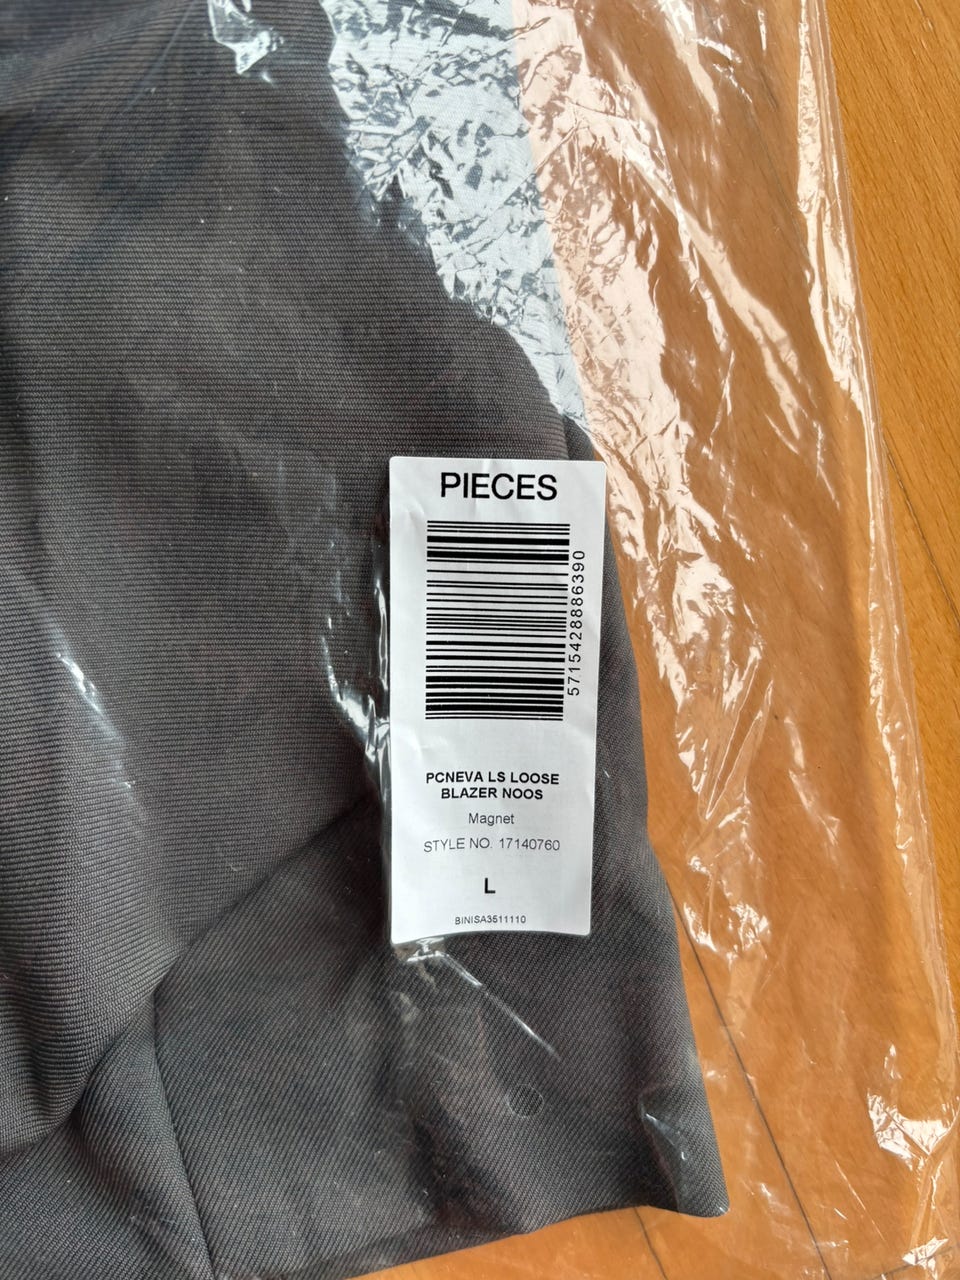 PIECES
5715428886390
PCNEVA LS LOOSE
BLAZER NOOS
Magnet
STYLE NO. 17140760
L
BINISA3511110